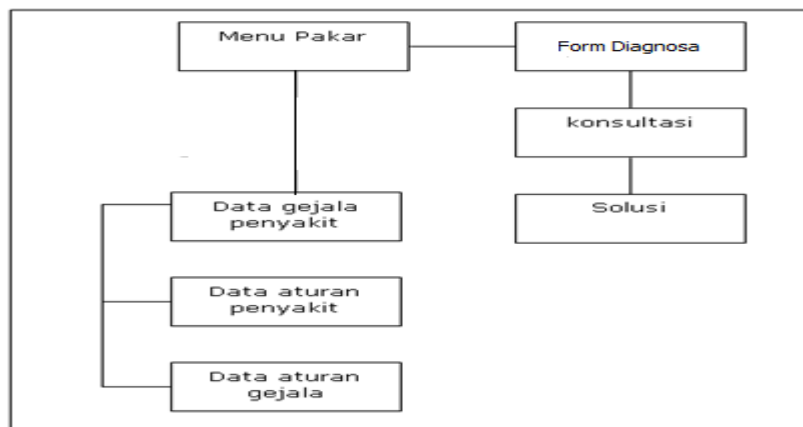 Menu Pakar
Form Diagnosa
konsultasi
Solusi
Data gejala
penyakit
Data aturan
penyakit
Data aturan
gejala